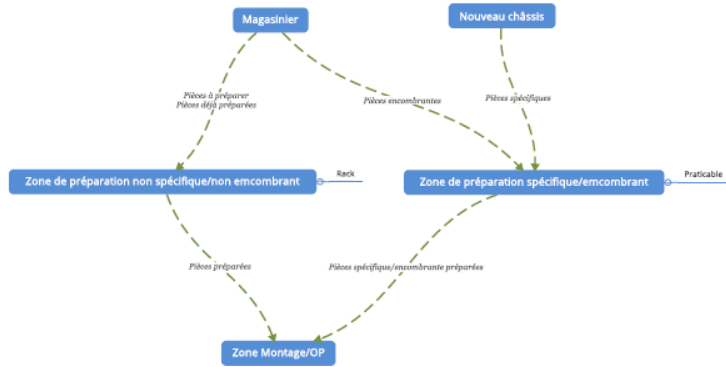 Magasinier
Nouveau châssis
Pièces à préparer
Pièces déjà préparées
Pièces encombrantes
Pièces spécifiques
Zone de préparation non spécifique/non emcombrant
Rack
Zone de préparation spécifique/emcombrant
Praticable
Pièces préparées
Pièces spécifique/encombrante préparées
Zone Montage/OP